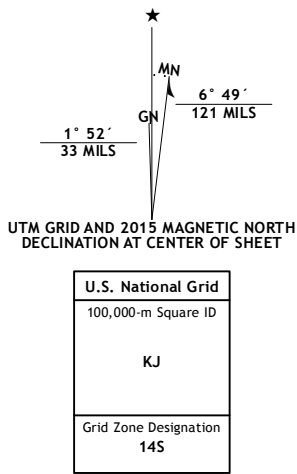 ★
MN
GN
6° 49´
121 MILS
1° 52´
33 MILS
UTM GRID AND 2015 MAGNETIC NORTH
DECLINATION AT CENTER OF SHEET
U.S. National Grid
100,000-m Square ID
KJ
Grid Zone Designation
14S